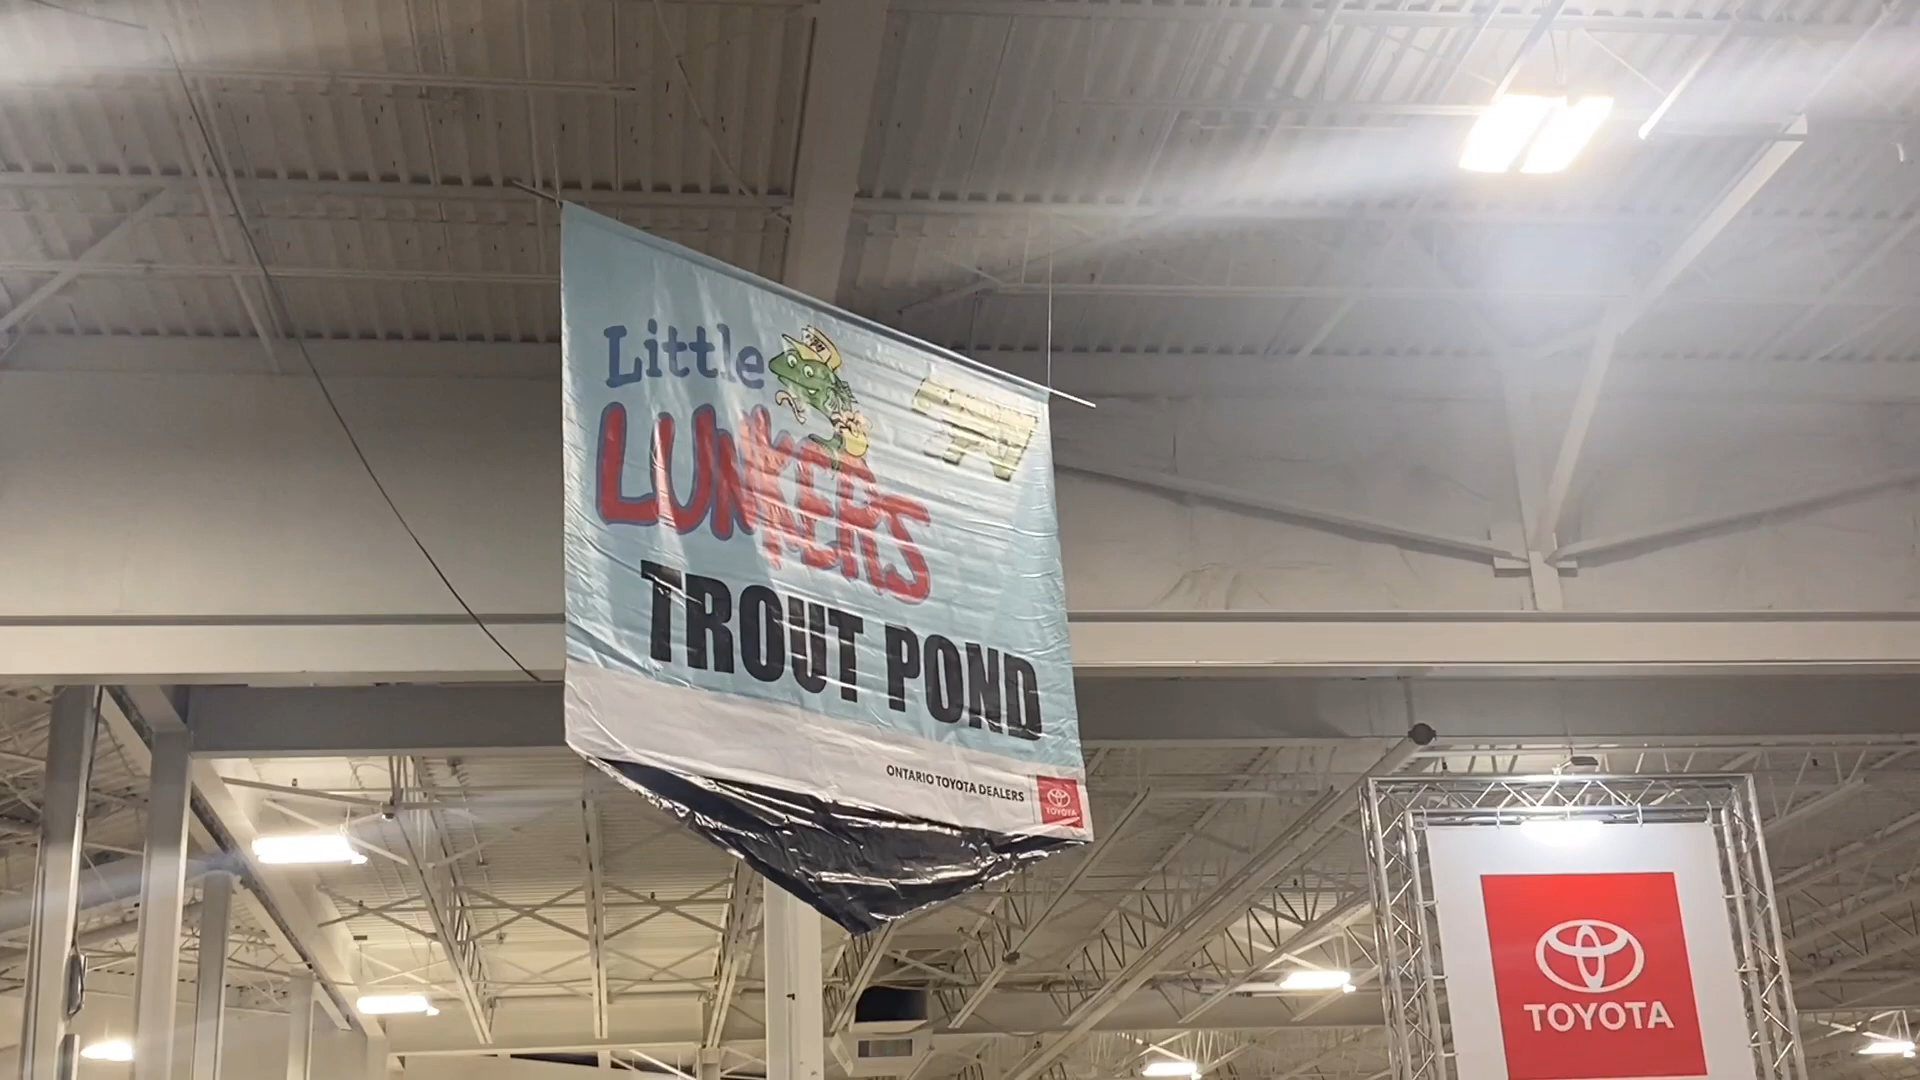 Little
LUNKERS
TROUT POND
ONTARIO TOYOTA DEALERS
TOYOTA
TOYOTA